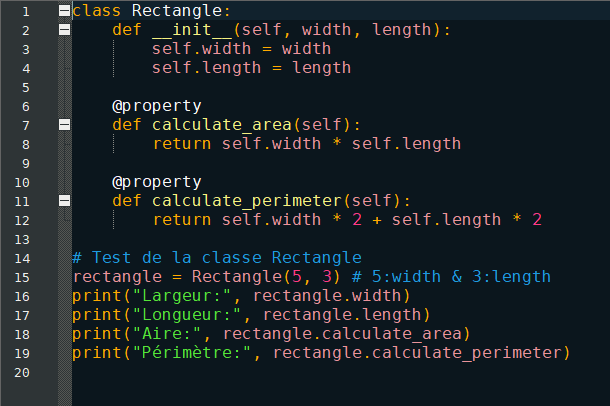 1 class Rectangle:
2     def __init__(self, width, length):
3         self.width = width
4         self.length = length
5
6     @property
7     def calculate_area(self):
8         return self.width * self.length
9
10     @property
11     def calculate_perimeter(self):
12         return self.width * 2 + self.length * 2
13
14 # Test de la classe Rectangle
15 rectangle = Rectangle(5, 3) # 5:width & 3:length
16 print("Largeur:", rectangle.width)
17 print("Longueur:", rectangle.length)
18 print("Aire:", rectangle.calculate_area)
19 print("Périmètre:", rectangle.calculate_perimeter)
20